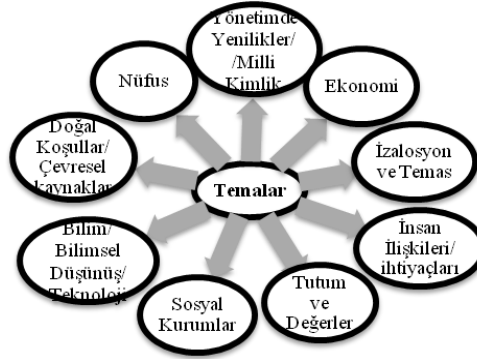 Yönetimde
Yenilikler/
/Milli
Kimlik
Ekonomi
İzalosyon
ve Temas
İnsan
İlişkileri/
ihtiyaçları
Tutum
ve
Değerler
Sosyal
Kurumlar
Bilim/
Bilimsel
Düşünüş/
Teknoloji
Doğal
Koşullar/
Çevresel
kaynaklar
Nüfus
Temalar